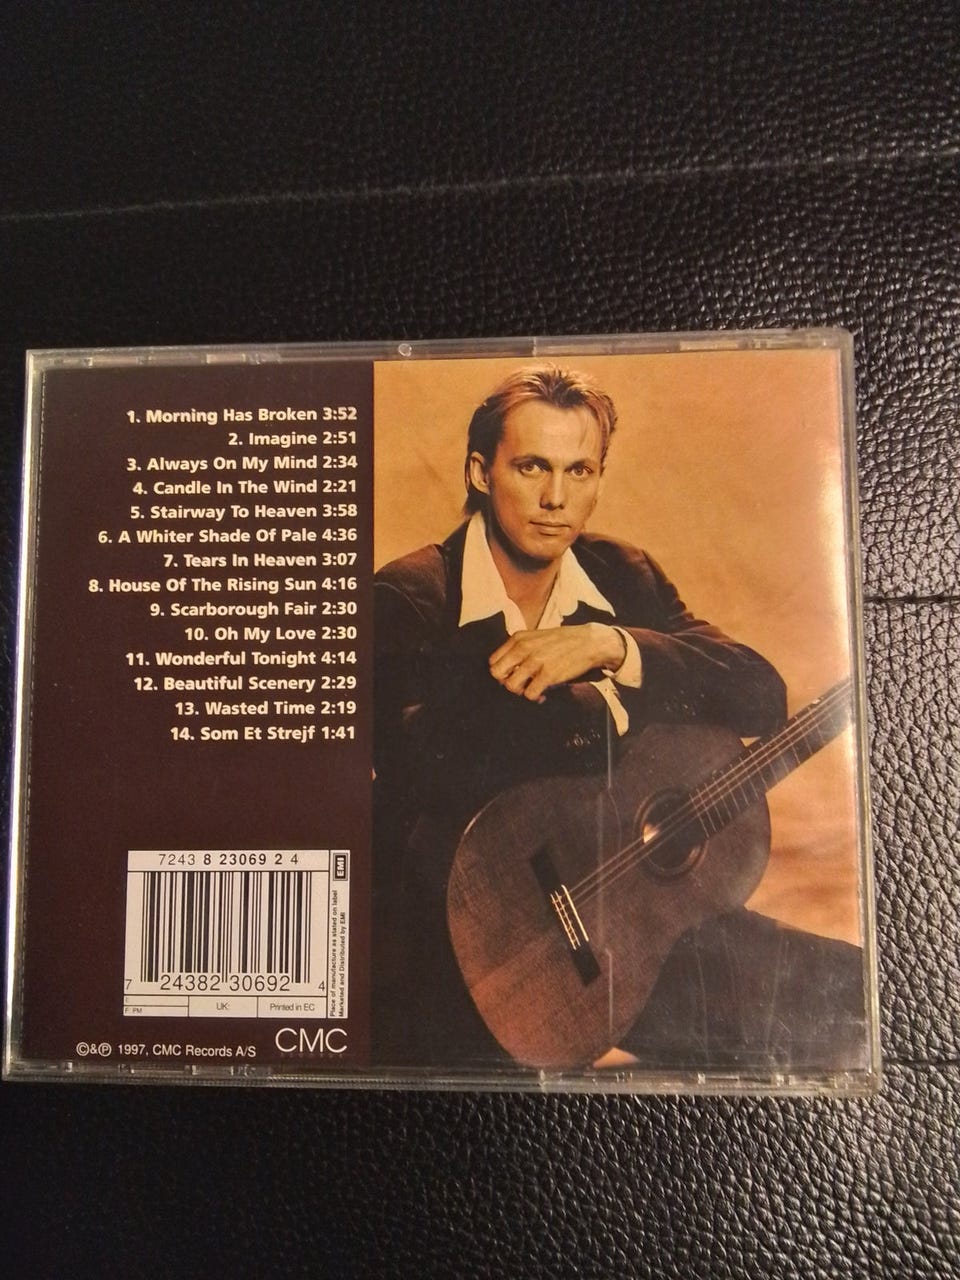 1. Morning Has Broken 3:52
2. Imagine 2:51
3. Always On My Mind 2:34
4. Candle In The Wind 2:21
5. Stairway To Heaven 3:58
6. A Whiter Shade Of Pale 4:36
7. Tears In Heaven 3:07
8. House Of The Rising Sun 4:16
9. Scarborough Fair 2:30
10. Oh My Love 2:30
11. Wonderful Tonight 4:14
12. Beautiful Scenery 2:29
13. Wasted Time 2:19
14. Som Et Strejf 1:41
7243 8 23069 2 4
EMI
Place of manufacture as stated on label
Marketed and Distributed by EMI
7 24382 30692 4
F: PM
UK:
Printed in EC
©&℗ 1997, CMC Records A/S
CMC